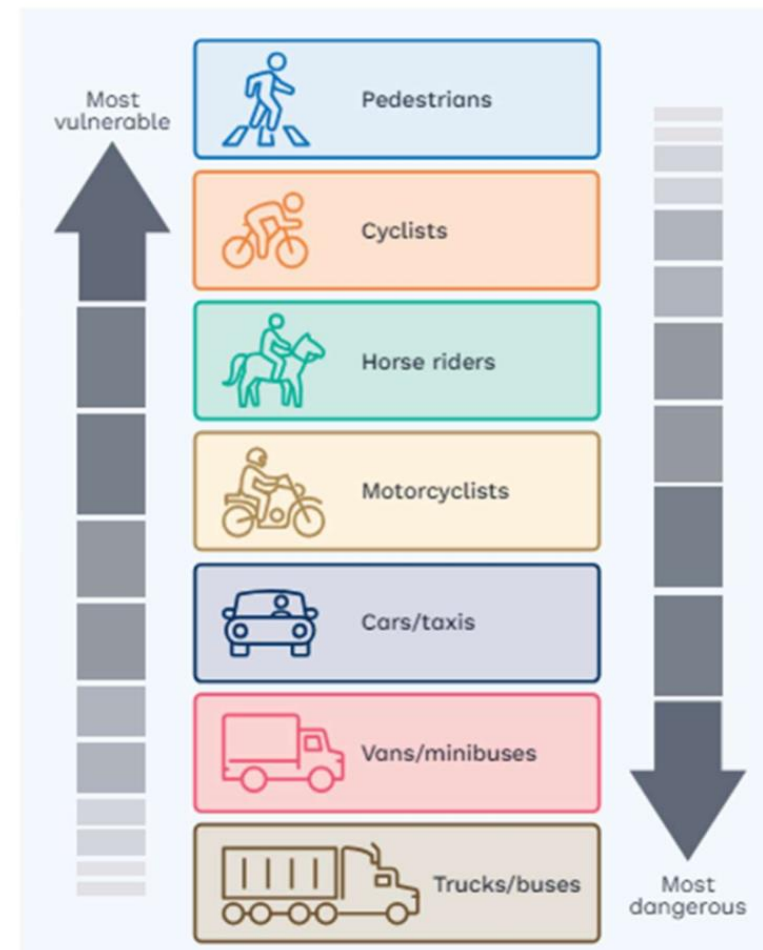 Most
vulnerable
Pedestrians
Cyclists
Horse riders
Motorcyclists
Cars/taxis
Vans/minibuses
Trucks/buses
Most
dangerous